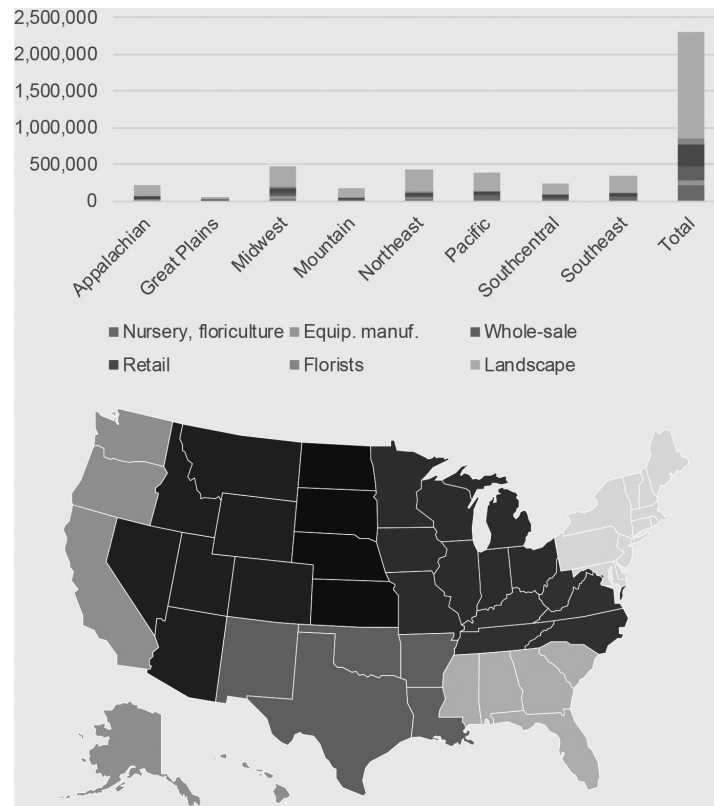 2,500,000
2,000,000
1,500,000
1,000,000
500,000
0
Appalachian
Great Plains
Midwest
Mountain
Northeast
Pacific
Southcentral
Southeast
Total
Nursery, floriculture Equip. manuf. Whole-sale
Retail Florists Landscape